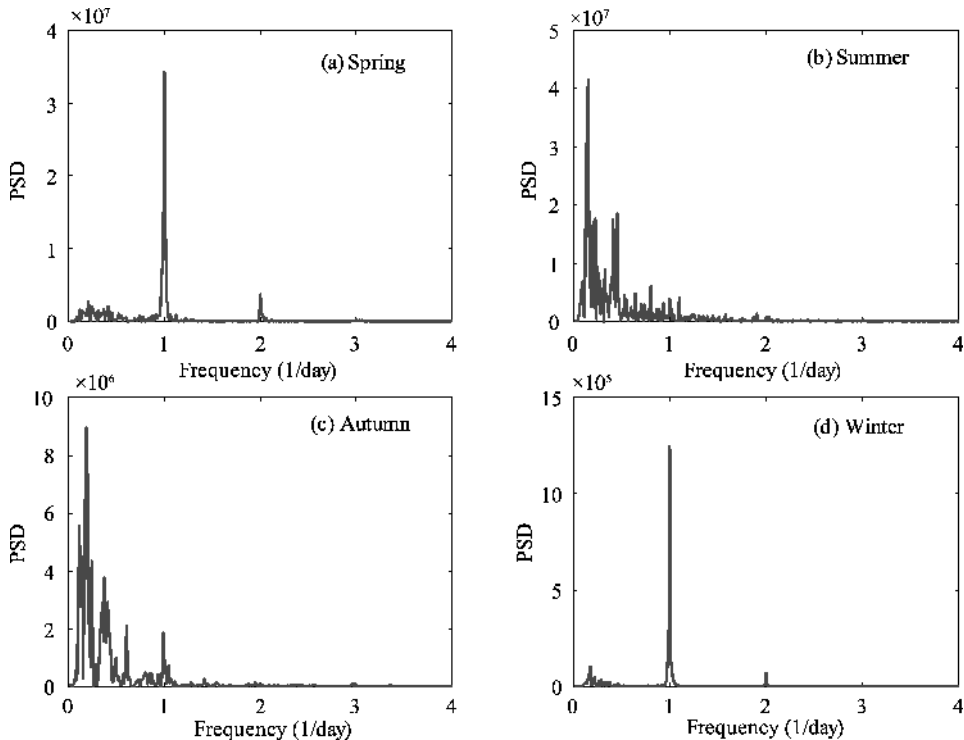 ×10⁷
(a) Spring
4
3
2
1
0
PSD
0 1 2 3 4
Frequency (1/day)
×10⁷
(b) Summer
5
4
3
2
1
0
PSD
0 1 2 3 4
Frequency (1/day)
×10⁶
(c) Autumn
10
8
6
4
2
0
PSD
0 1 2 3 4
Frequency (1/day)
×10⁵
(d) Winter
15
10
5
0
PSD
0 1 2 3 4
Frequency (1/day)